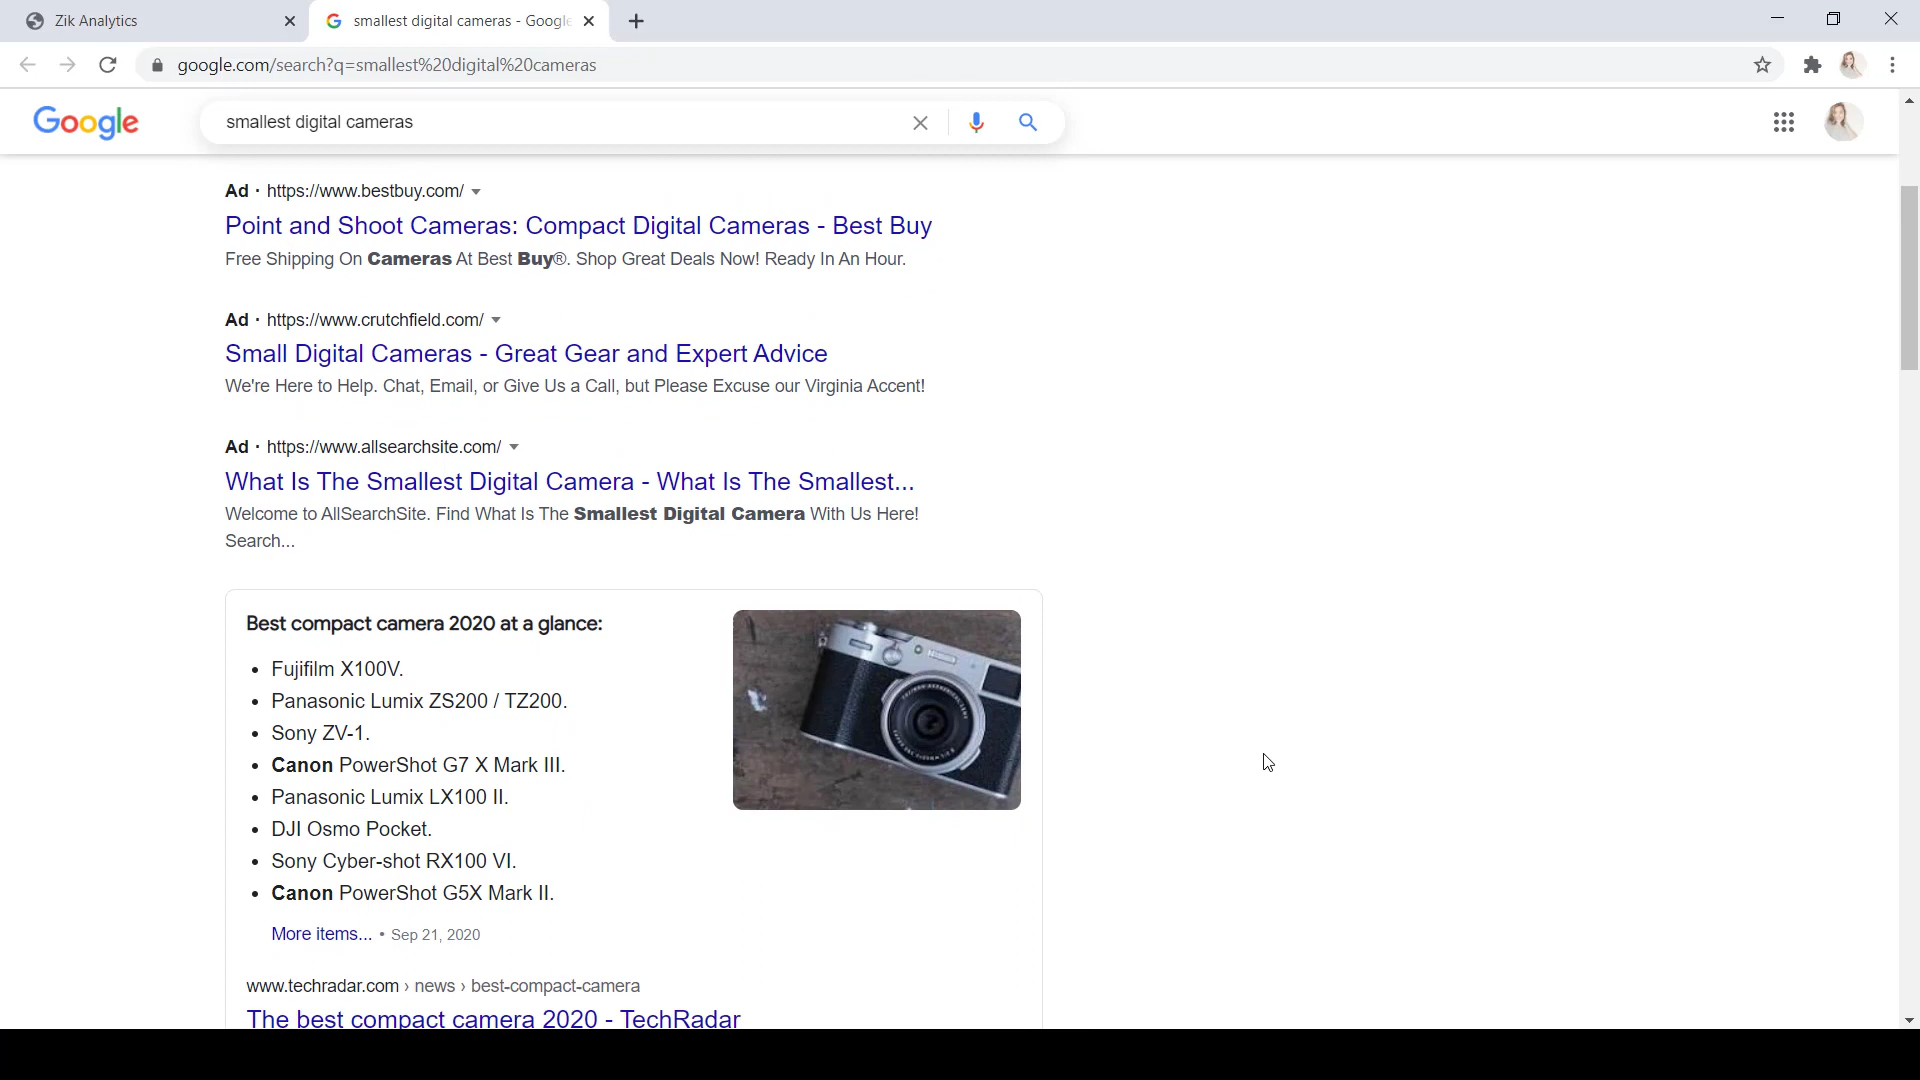 Zik Analytics
smallest digital cameras - Google
google.com/search?q=smallest%20digital%20cameras
Google
smallest digital cameras
Ad · https://www.bestbuy.com/
Point and Shoot Cameras: Compact Digital Cameras - Best Buy
Free Shipping On Cameras At Best Buy®. Shop Great Deals Now! Ready In An Hour.
Ad · https://www.crutchfield.com/
Small Digital Cameras - Great Gear and Expert Advice
We're Here to Help. Chat, Email, or Give Us a Call, but Please Excuse our Virginia Accent!
Ad · https://www.allsearchsite.com/
What Is The Smallest Digital Camera - What Is The Smallest...
Welcome to AllSearchSite. Find What Is The Smallest Digital Camera With Us Here!
Search...
Best compact camera 2020 at a glance:
• Fujifilm X100V.
• Panasonic Lumix ZS200 / TZ200.
• Sony ZV-1.
• Canon PowerShot G7 X Mark III.
• Panasonic Lumix LX100 II.
• DJI Osmo Pocket.
• Sony Cyber-shot RX100 VI.
• Canon PowerShot G5X Mark II.
More items... • Sep 21, 2020
www.techradar.com › news › best-compact-camera
The best compact camera 2020 - TechRadar